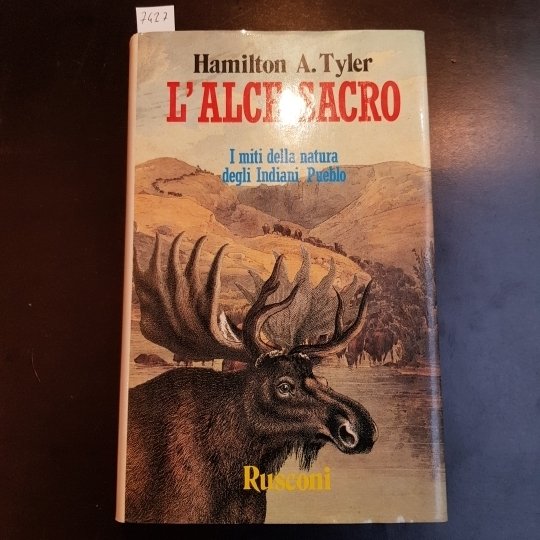 7427
Hamilton A. Tyler
L'ALCE SACRO
I miti della natura
degli Indiani Pueblo
Rusconi